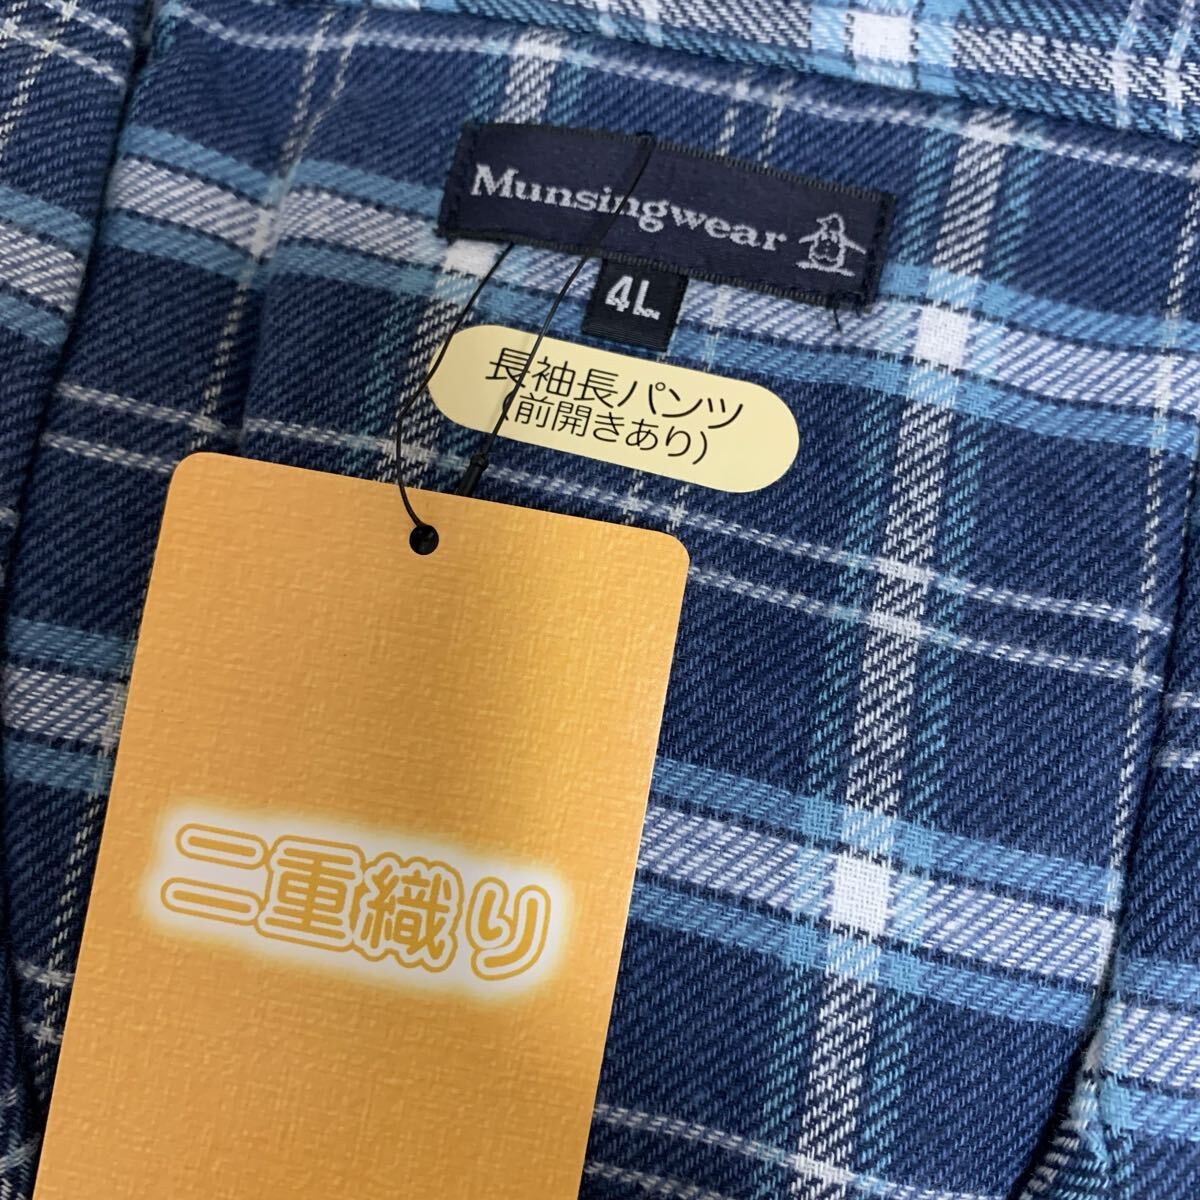 Munsingwear
4L
長袖長パンツ
(前開きあり)
二重織り